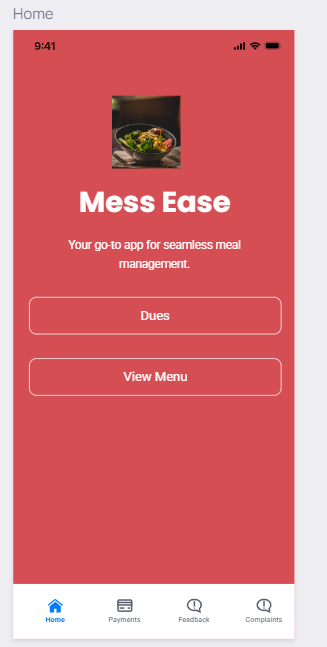 Home
9:41
Mess Ease
Your go-to app for seamless meal
management.
Dues
View Menu
Home
Payments
Feedback
Complaints